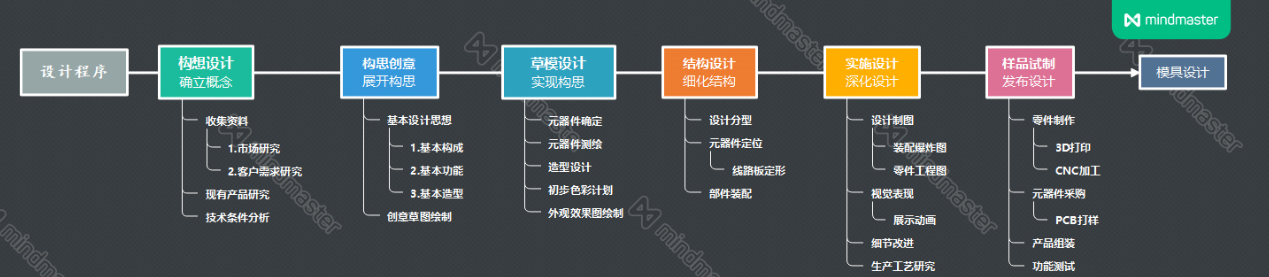 mindmaster
设计程序
构想设计
确立概念
收集资料
1.市场研究
2.客户需求研究
现有产品研究
技术条件分析
构思创意
展开构思
基本设计思想
1.基本构成
2.基本功能
3.基本造型
创意草图绘制
草模设计
实现构思
元器件确定
元器件测绘
造型设计
初步色彩计划
外观效果图绘制
结构设计
细化结构
设计分型
元器件定位
线路板定形
部件装配
实施设计
深化设计
设计制图
装配爆炸图
零件工程图
视觉表现
展示动画
细节改进
生产工艺研究
样品试制
发布设计
零件制作
3D打印
CNC加工
元器件采购
PCB打样
产品组装
功能测试
模具设计
mindmaster
mindmaster
mindmaster
mindmaster
mindmaster
mindmaster